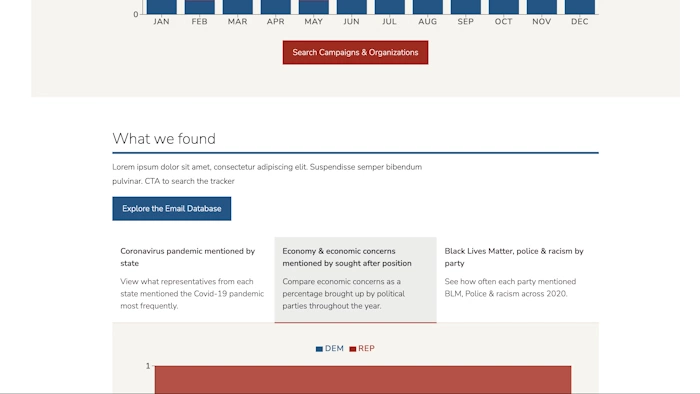 0
JAN FEB MAR APR MAY JUN JUL AUG SEP OCT NOV DEC
Search Campaigns & Organizations
What we found
Lorem ipsum dolor sit amet, consectetur adipiscing elit. Suspendisse semper bibendum
pulvinar. CTA to search the tracker
Explore the Email Database
Coronavirus pandemic mentioned by
state
View what representatives from each
state mentioned the Covid-19 pandemic
most frequently.
Economy & economic concerns
mentioned by sought after position
Compare economic concerns as a
percentage brought up by political
parties throughout the year.
Black Lives Matter, police & racism by
party
See how often each party mentioned
BLM, Police & racism across 2020.
DEM REP
1